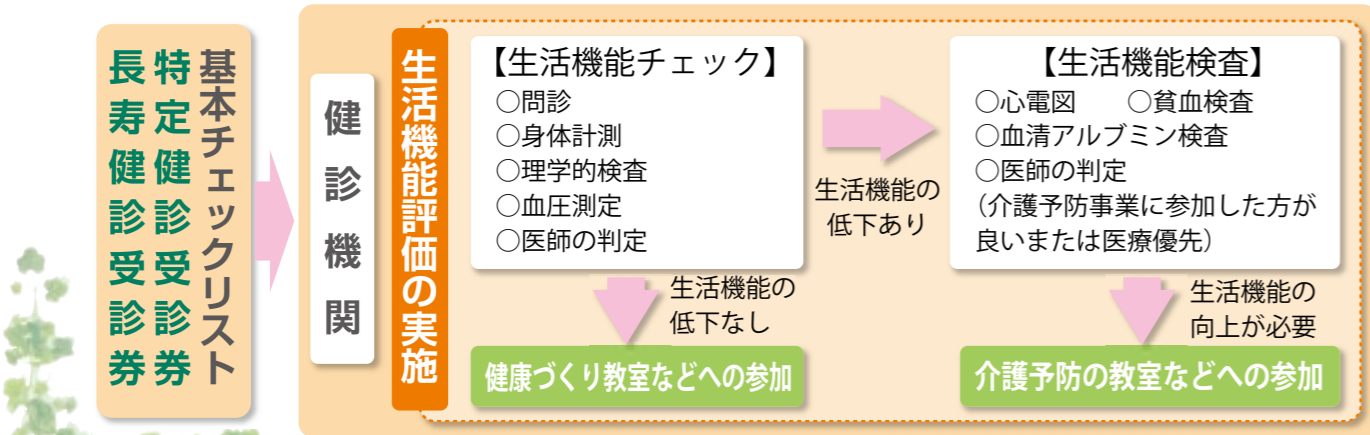 基本チェックリスト
特定健診受診券
長寿健診受診券
健診機関
生活機能評価の実施
【生活機能チェック】
○問診
○身体計測
○理学的検査
○血圧測定
○医師の判定
生活機能の
低下あり
【生活機能検査】
○心電図　○貧血検査
○血清アルブミン検査
○医師の判定
（介護予防事業に参加した方が
良いまたは医療優先）
生活機能の
低下なし
健康づくり教室などへの参加
生活機能の
向上が必要
介護予防の教室などへの参加